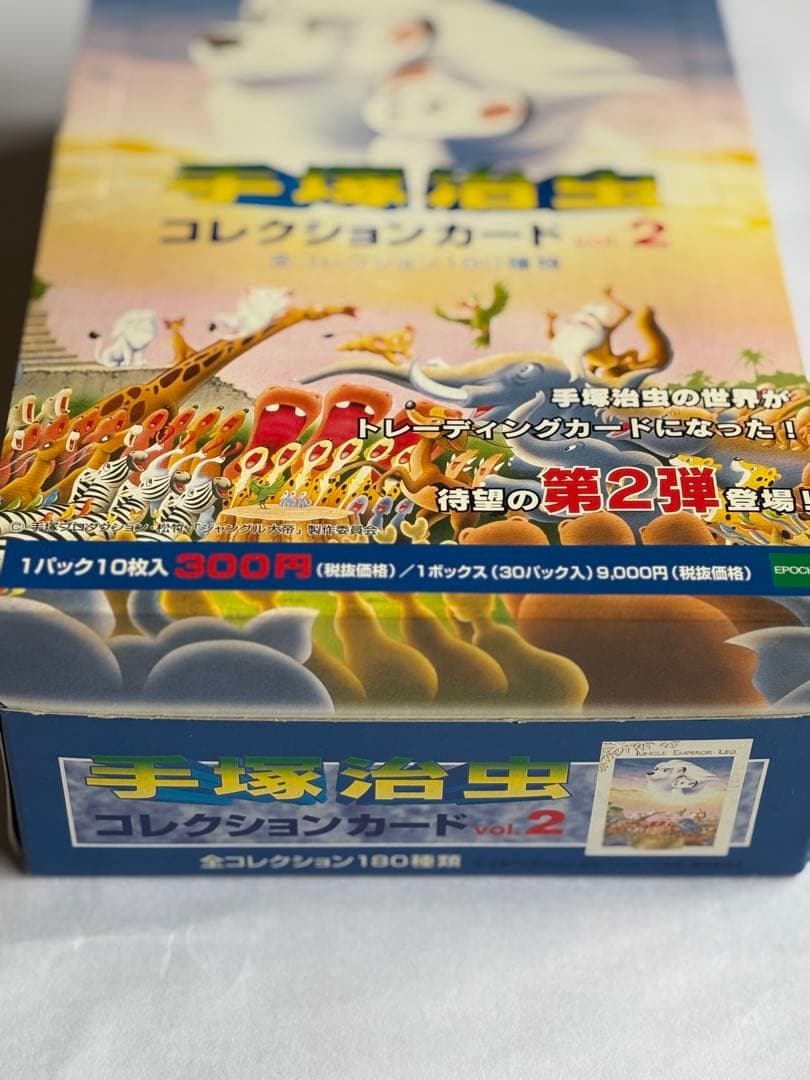 手塚治虫
コレクションカード vol. 2
全コレクション180種類
手塚治虫の世界が
トレーディングカードになった!
待望の第2弾登場!
© 手塚プロダクション・松竹・「ジャングル大帝」製作委員会
1パック10枚入 300円(税抜価格)/1ボックス(30パック入)9,000円(税抜価格)
EPOCH
手塚治虫
コレクションカード vol. 2
全コレクション180種類
JUNGLE EMPEROR LEO